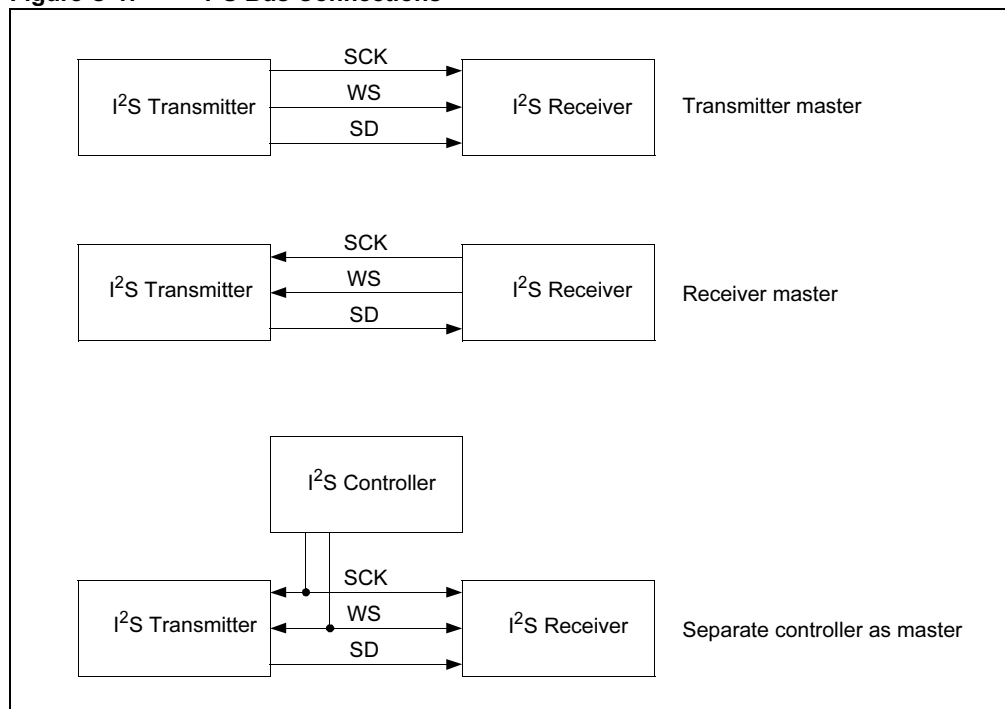 SCK
I²S Transmitter WS I²S Receiver Transmitter master
SD
SCK
I²S Transmitter WS I²S Receiver Receiver master
SD
I²S Controller
SCK
I²S Transmitter WS I²S Receiver Separate controller as master
SD